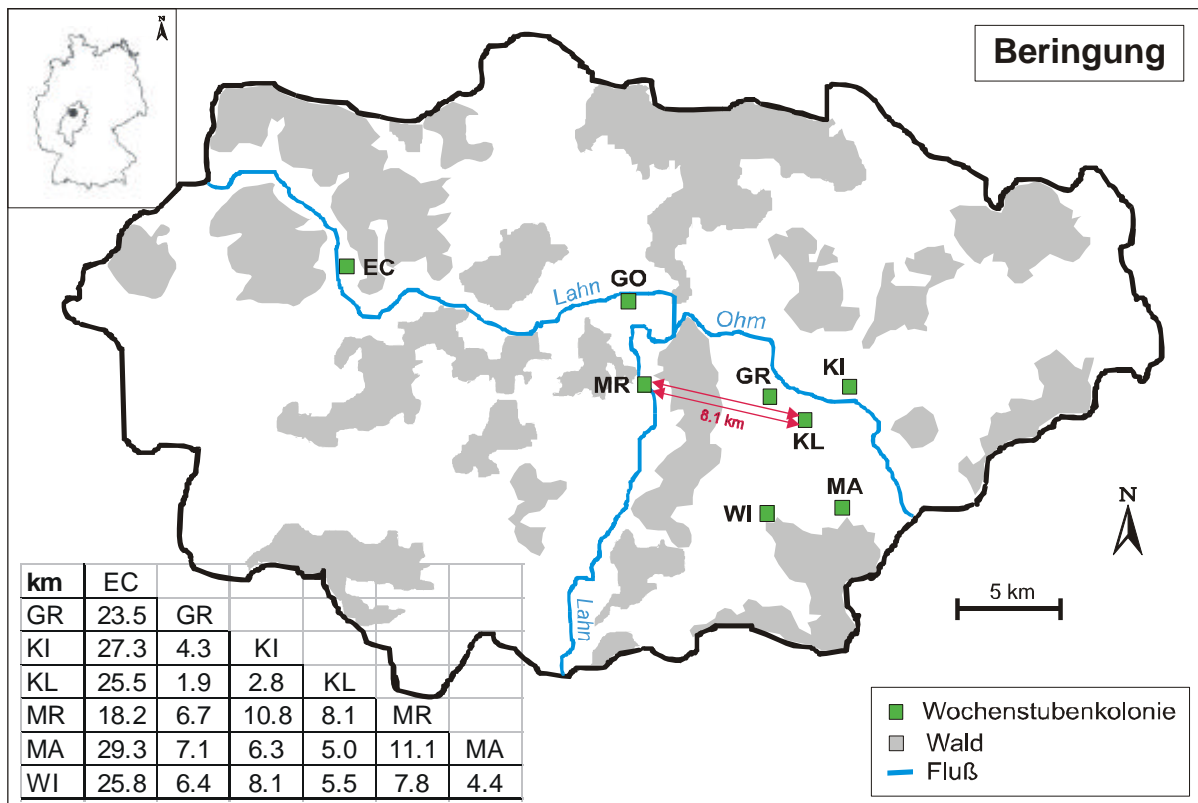 N
Beringung
EC
GO
Lahn
Ohm
MR
GR
KI
8.1 km
KL
WI
MA
N
5 km
Lahn
km EC
GR 23.5 GR
KI 27.3 4.3 KI
KL 25.5 1.9 2.8 KL
MR 18.2 6.7 10.8 8.1 MR
MA 29.3 7.1 6.3 5.0 11.1 MA
WI 25.8 6.4 8.1 5.5 7.8 4.4
Wochenstubenkolonie
Wald
Fluß